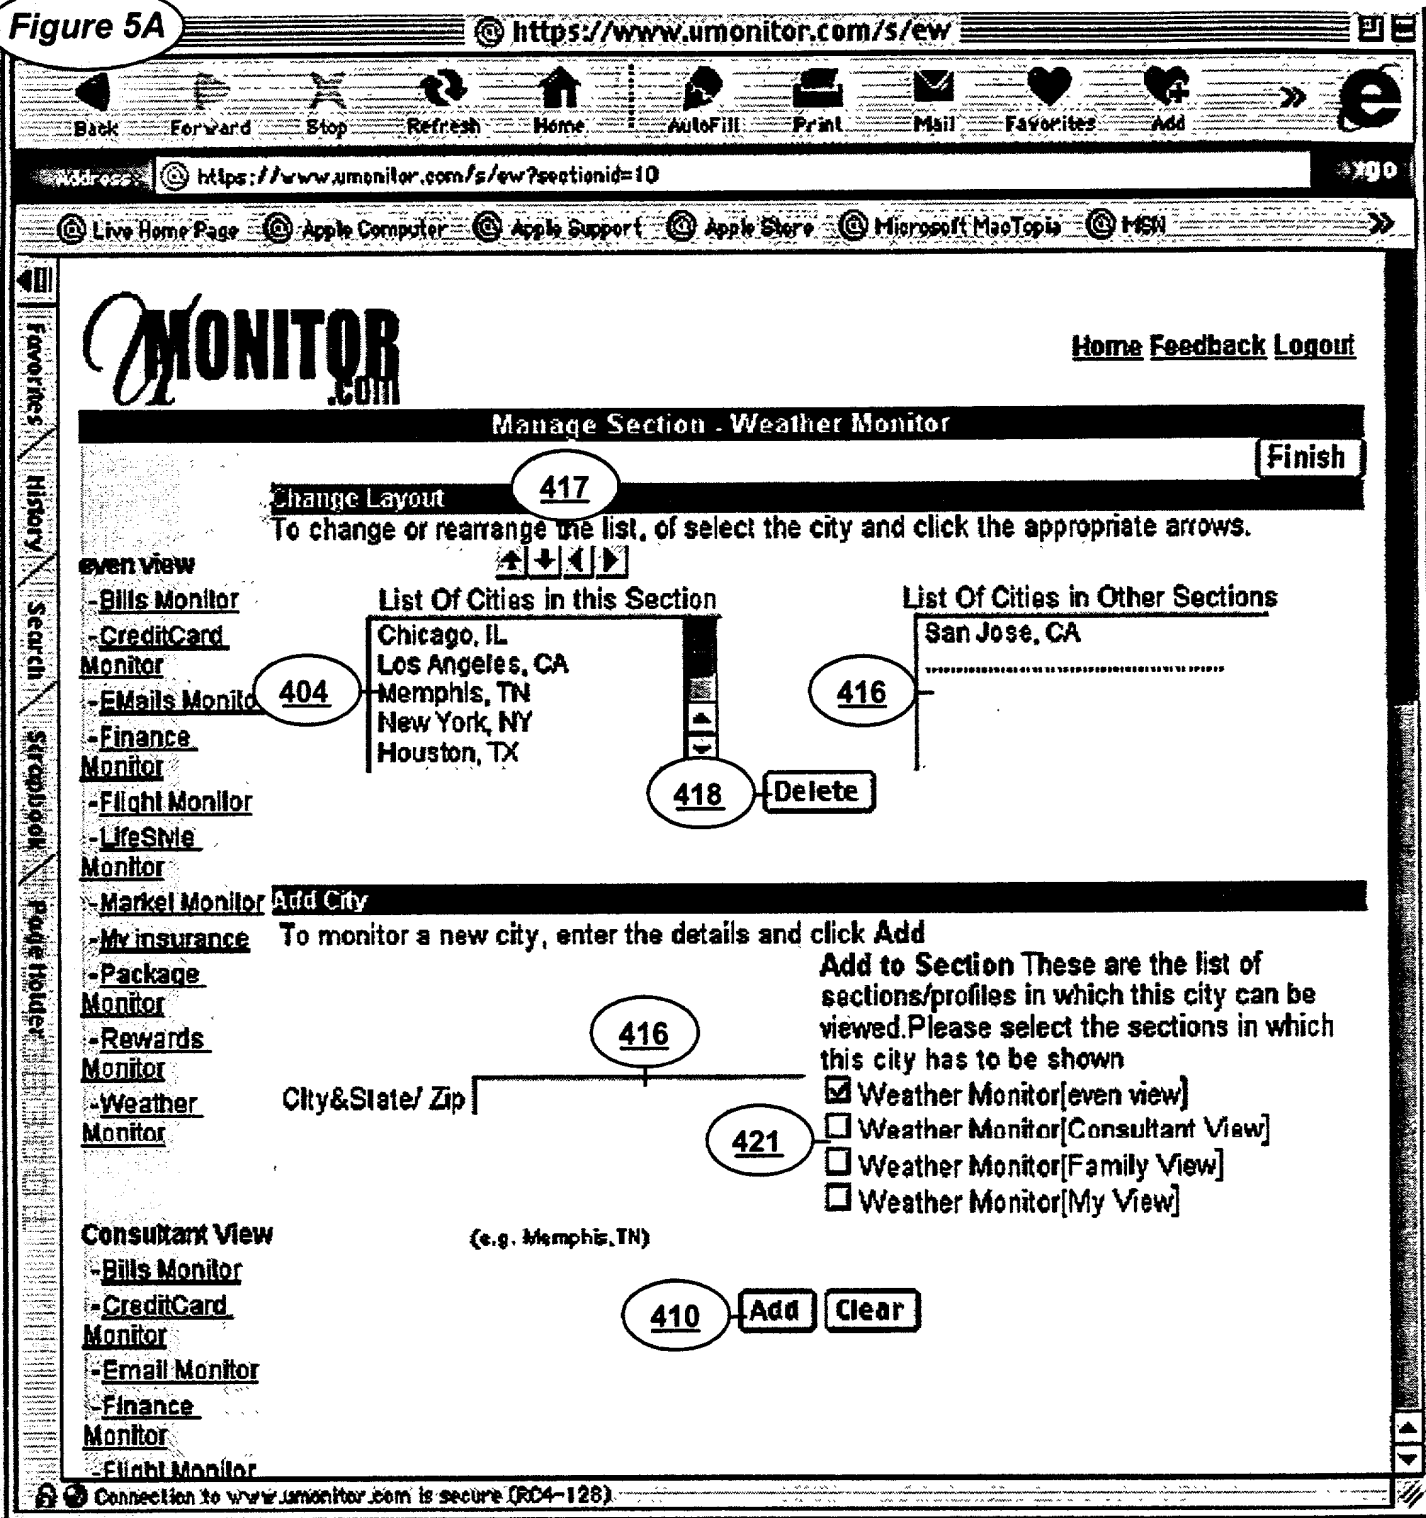 Figure 5A
https://www.umonitor.com/s/ew
Back Forward Stop Refresh Home AutoFill Print Mail Favorites Add »
Address: https://www.umonitor.com/s/ew?sectionid=10 go
Live Home Page Apple Computer Apple Support Apple Store Microsoft MacTopia MSN »
Favorites
History
Search
Scrapbook
Page Holder
UMONITOR
.com
Home Feedback Logout
Manage Section - Weather Monitor
Finish
Change Layout
417
To change or rearrange the list, of select the city and click the appropriate arrows.
List Of Cities in this Section
Chicago, IL
Los Angeles, CA
Memphis, TN
New York, NY
Houston, TX
404
List Of Cities in Other Sections
San Jose, CA
416
418
Delete
even view
-Bills Monitor
-CreditCard
Monitor
-EMails Monito
-Finance
Monitor
-Flight Monitor
-LifeStyle
Monitor
-Market Monitor
-My insurance
-Package
Monitor
-Rewards
Monitor
-Weather
Monitor
Add City
To monitor a new city, enter the details and click Add
Add to Section These are the list of
sections/profiles in which this city can be
viewed.Please select the sections in which
this city has to be shown
416
City&State/ Zip
421
Weather Monitor[even view]
Weather Monitor[Consultant View]
Weather Monitor[Family View]
Weather Monitor[My View]
(e.g. Memphis,TN)
410
Add Clear
Consultant View
-Bills Monitor
-CreditCard
Monitor
-Email Monitor
-Finance
Monitor
-Flight Monitor
Connection to www.umonitor.com is secure (RC4-128)